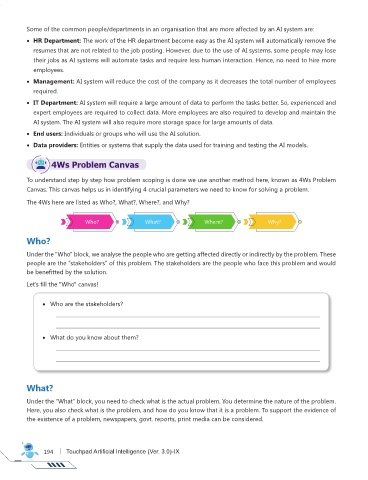 Some of the common people/departments in an organisation that are more affected by an AI system are:
• HR Department: The work of the HR department become easy as the AI system will automatically remove the
resumes that are not related to the job posting. However, due to the use of AI systems, some people may lose
their jobs as AI systems will automate tasks and require less human interaction. Hence, no need to hire more
employees.
• Management: AI system will reduce the cost of the company as it decreases the total number of employees
required.
• IT Department: AI system will require a large amount of data to perform the tasks better. So, experienced and
expert employees are required to collect data. More employees are also required to develop and maintain the
AI system. The AI system will also require more storage space for large amounts of data.
• End users: Individuals or groups who will use the AI solution.
• Data providers: Entities or systems that supply the data used for training and testing the AI models.
4Ws Problem Canvas
To understand step by step how problem scoping is done we use another method here, known as 4Ws Problem
Canvas. This canvas helps us in identifying 4 crucial parameters we need to know for solving a problem.
The 4Ws here are listed as Who?, What?, Where?, and Why?
Who? What? Where? Why?
Who?
Under the "Who" block, we analyse the people who are getting affected directly or indirectly by the problem. These
people are the "stakeholders" of this problem. The stakeholders are the people who face this problem and would
be benefitted by the solution.
Let's fill the "Who" canvas!
• Who are the stakeholders?
• What do you know about them?
What?
Under the "What" block, you need to check what is the actual problem. You determine the nature of the problem.
Here, you also check what is the problem, and how do you know that it is a problem. To support the evidence of
the existence of a problem, newspapers, govt. reports, print media can be considered.
194 | Touchpad Artificial Intelligence (Ver. 3.0)-IX